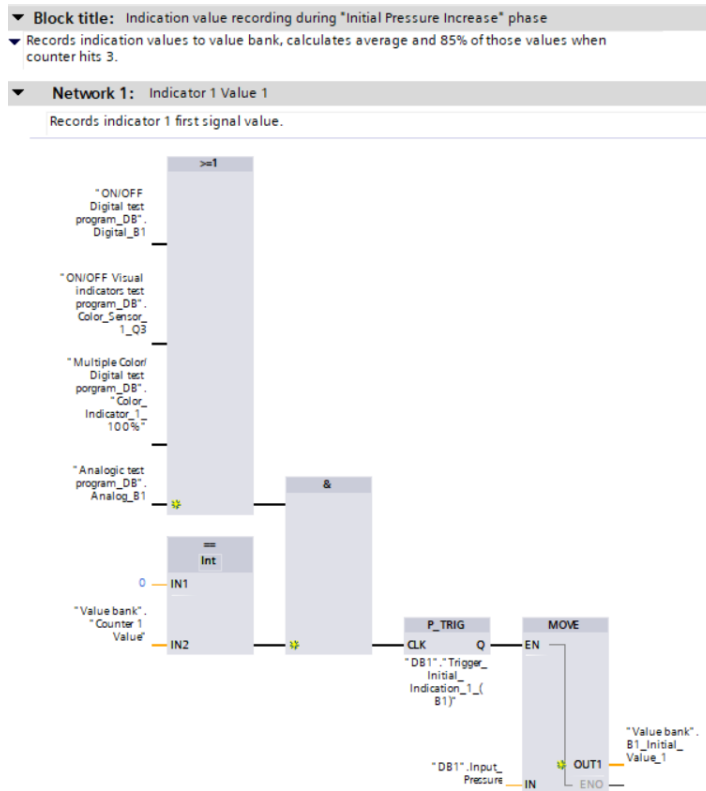 Block title: Indication value recording during "Initial Pressure Increase" phase
Records indication values to value bank, calculates average and 85% of those values when
counter hits 3.
Network 1: Indicator 1 Value 1
Records indicator 1 first signal value.
>=1
"ON/OFF
Digital test
program_DB".
Digital_B1
"ON/OFF Visual
indicators test
program_DB".
Color_Sensor_
1_Q3
"Multiple Color/
Digital test
porgram_DB".
"Color_
Indicator_1_
100%"
"Analogic test
program_DB".
Analog_B1
&
==
Int
0
IN1
"Value bank".
"Counter 1
Value"
IN2
P_TRIG
CLK Q
"DB1"."Trigger_
Initial_
Indication_1_(
B1)"
MOVE
EN
"Value bank".
B1_Initial_
Value_1
OUT1
"DB1".Input_
Pressure
IN
ENO